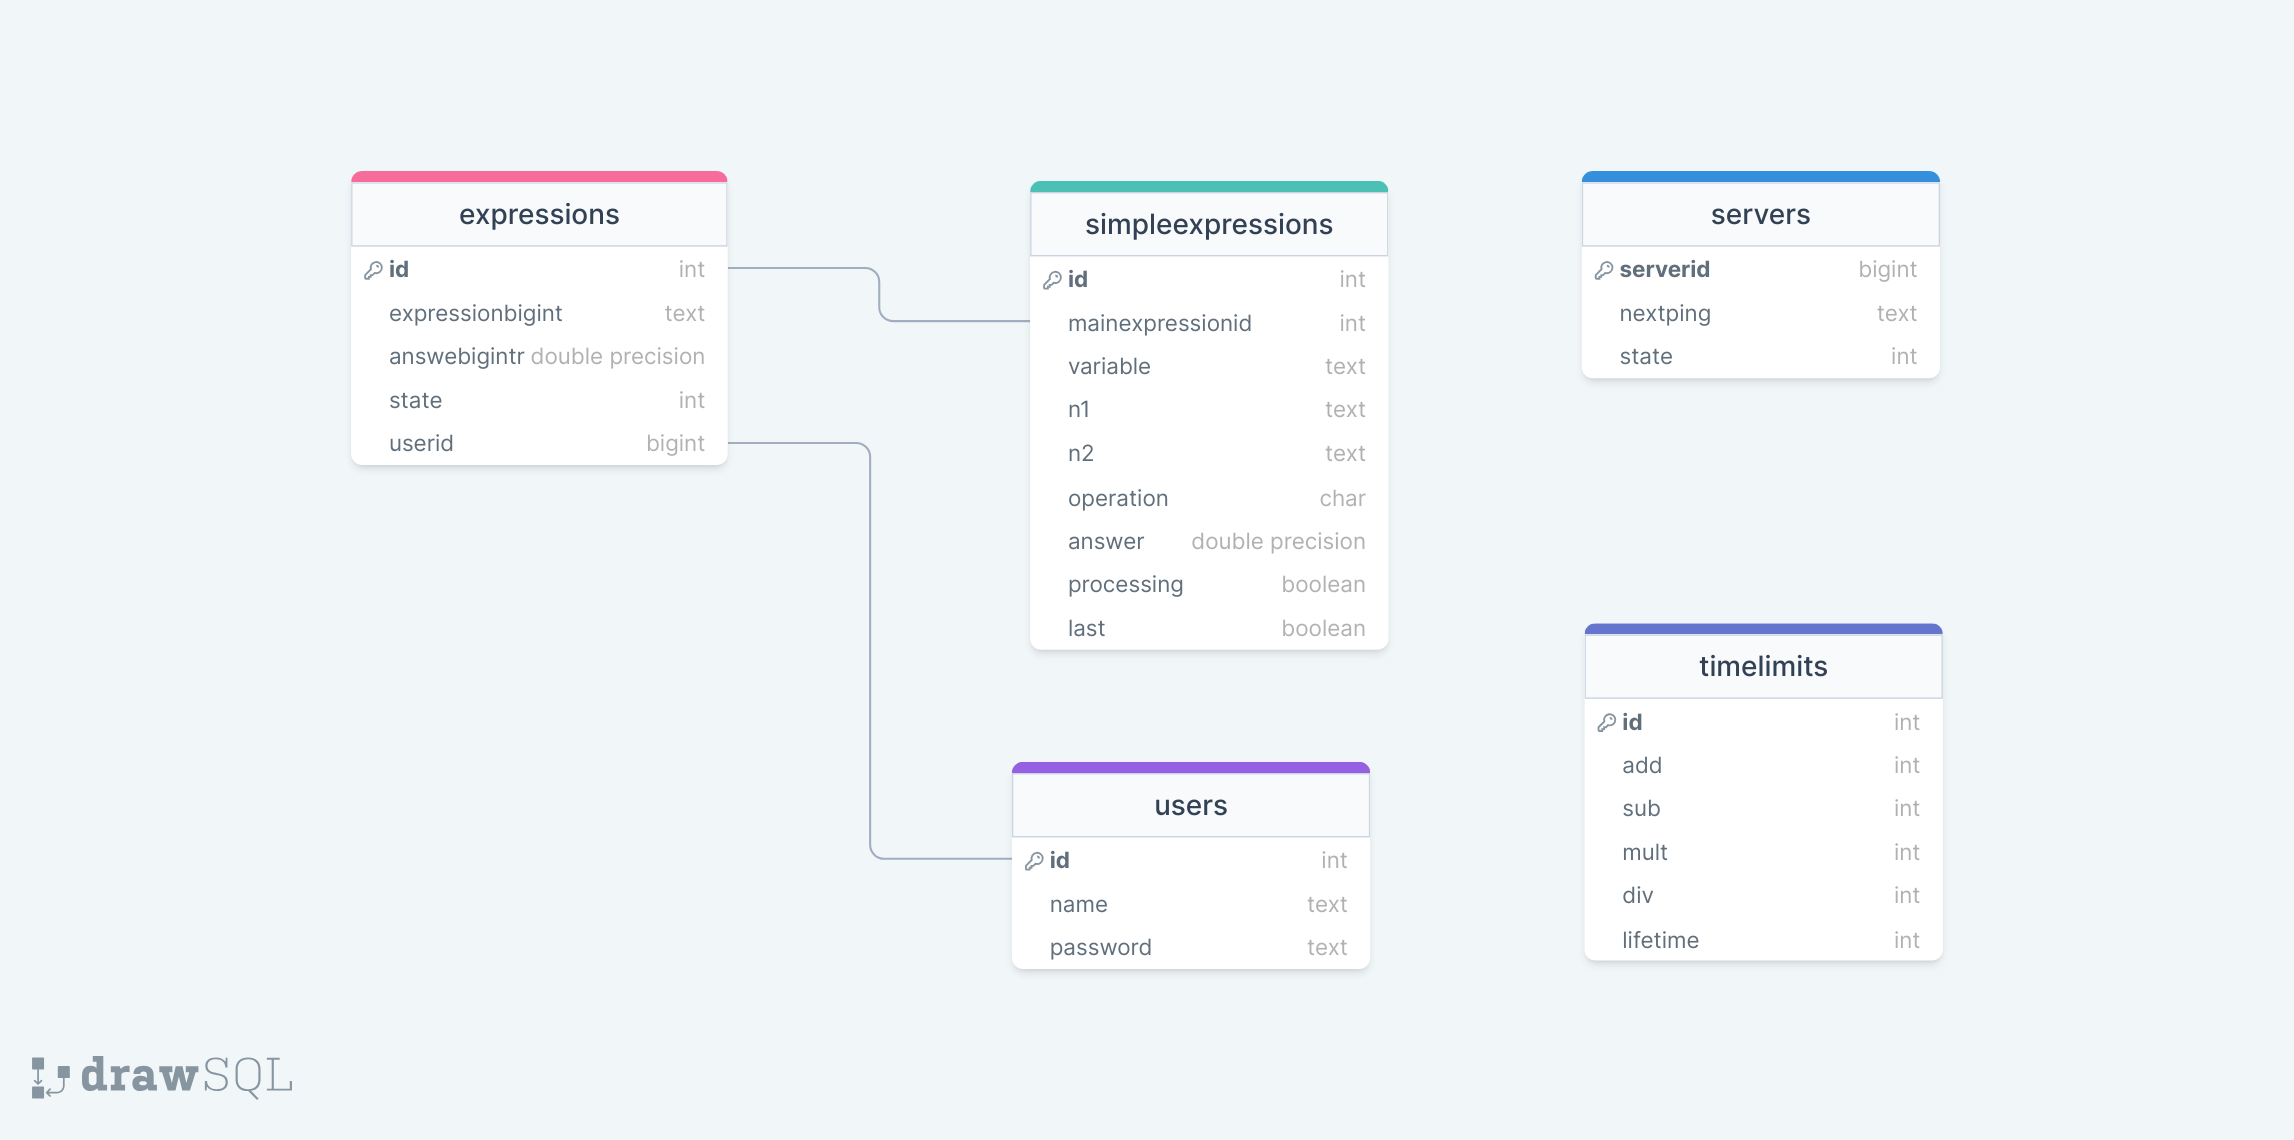 expressions
id int
expressionbigint text
answebigintr double precision
state int
userid bigint
simpleexpressions
id int
mainexpressionid int
variable text
n1 text
n2 text
operation char
answer double precision
processing boolean
last boolean
servers
serverid bigint
nextping text
state int
users
id int
name text
password text
timelimits
id int
add int
sub int
mult int
div int
lifetime int
drawSQL